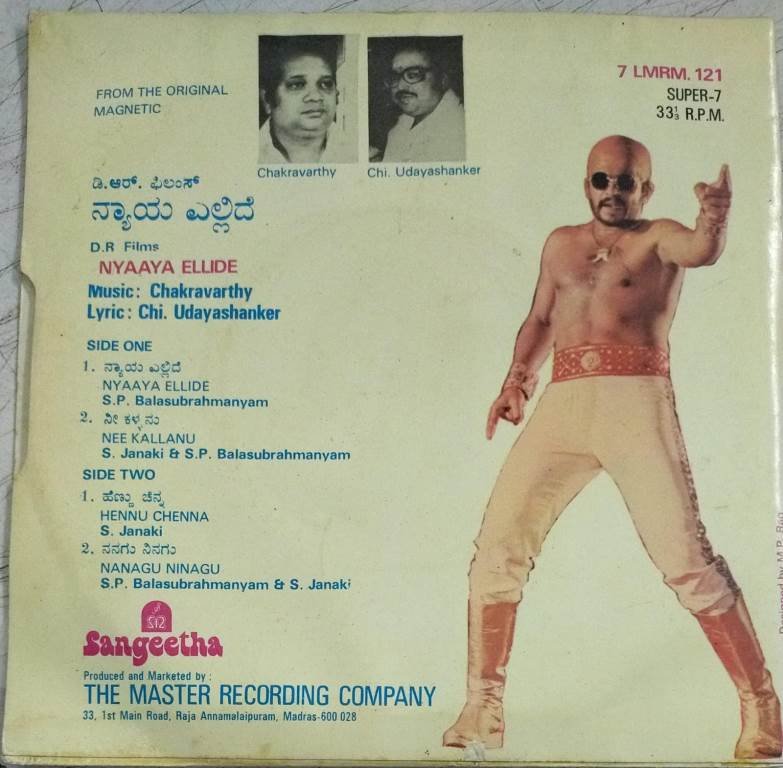 FROM THE ORIGINAL
MAGNETIC
Chakravarthy
Chi. Udayashanker
7 LMRM. 121
SUPER-7
33⅓ R.P.M.
ಡಿ.ಆರ್. ಫಿಲಂಸ್
ನ್ಯಾಯ ಎಲ್ಲಿದೆ
D.R Films
NYAAYA ELLIDE
Music: Chakravarthy
Lyric: Chi. Udayashanker
SIDE ONE
1. ನ್ಯಾಯ ಎಲ್ಲಿದೆ
NYAAYA ELLIDE
S.P. Balasubrahmanyam
2. ನೀ ಕಳ್ಳನು
NEE KALLANU
S. Janaki & S.P. Balasubrahmanyam
SIDE TWO
1. ಹೆಣ್ಣು ಚೆನ್ನ
HENNU CHENNA
S. Janaki
2. ನನಗು ನಿನಗು
NANAGU NINAGU
S.P. Balasubrahmanyam & S. Janaki
Sangeetha
Produced and Marketed by :
THE MASTER RECORDING COMPANY
33, 1st Main Road, Raja Annamalaipuram, Madras-600 028
by M.P. Rao